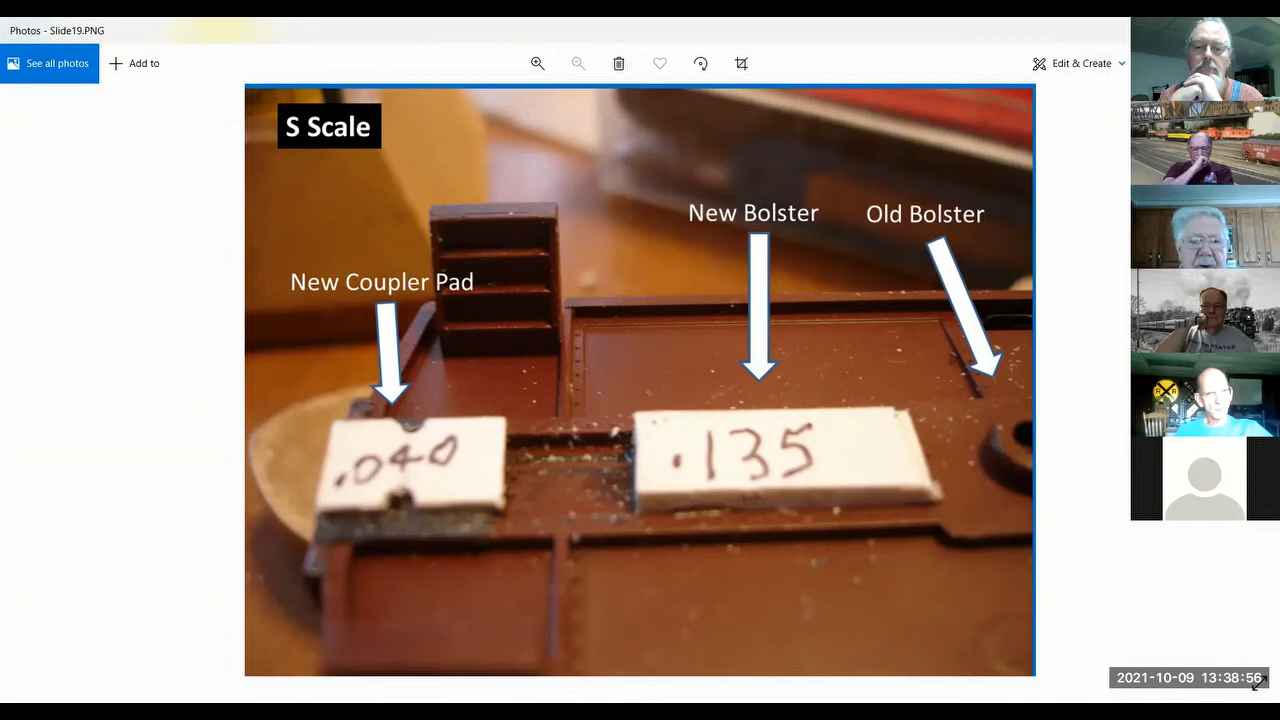 Photos - Slide19.PNG
See all photos
Add to
Edit & Create
S Scale
New Bolster
Old Bolster
New Coupler Pad
.040
.135
2021-10-09 13:38:56